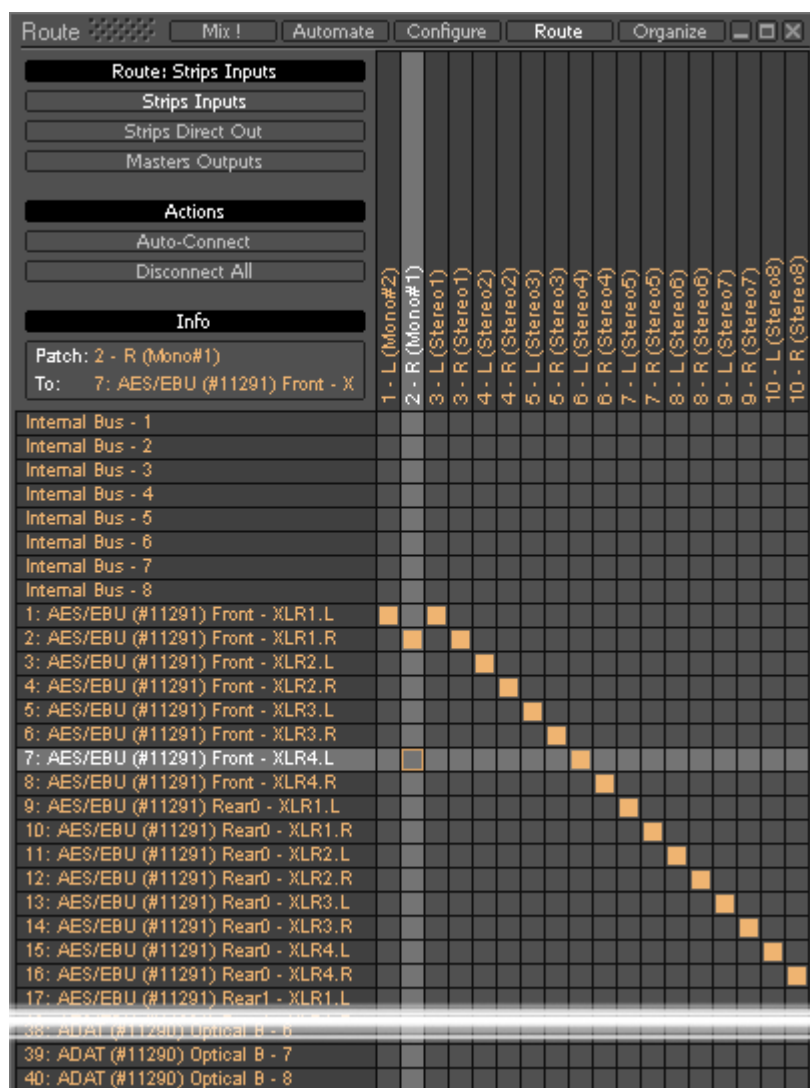 Route Mix ! Automate Configure Route Organize
Route: Strips Inputs
Strips Inputs
Strips Direct Out
Masters Outputs
Actions
Auto-Connect
Disconnect All
Info
Patch: 2 - R (Mono#1)
To: 7: AES/EBU (#11291) Front - X
1 - L (Mono#2)
2 - R (Mono#1)
3 - L (Stereo1)
3 - R (Stereo1)
4 - L (Stereo2)
4 - R (Stereo2)
5 - L (Stereo3)
5 - R (Stereo3)
6 - L (Stereo4)
6 - R (Stereo4)
7 - L (Stereo5)
7 - R (Stereo5)
8 - L (Stereo6)
8 - R (Stereo6)
9 - L (Stereo7)
9 - R (Stereo7)
10 - L (Stereo8)
10 - R (Stereo8)
Internal Bus - 1
Internal Bus - 2
Internal Bus - 3
Internal Bus - 4
Internal Bus - 5
Internal Bus - 6
Internal Bus - 7
Internal Bus - 8
1: AES/EBU (#11291) Front - XLR1.L
2: AES/EBU (#11291) Front - XLR1.R
3: AES/EBU (#11291) Front - XLR2.L
4: AES/EBU (#11291) Front - XLR2.R
5: AES/EBU (#11291) Front - XLR3.L
6: AES/EBU (#11291) Front - XLR3.R
7: AES/EBU (#11291) Front - XLR4.L
8: AES/EBU (#11291) Front - XLR4.R
9: AES/EBU (#11291) Rear0 - XLR1.L
10: AES/EBU (#11291) Rear0 - XLR1.R
11: AES/EBU (#11291) Rear0 - XLR2.L
12: AES/EBU (#11291) Rear0 - XLR2.R
13: AES/EBU (#11291) Rear0 - XLR3.L
14: AES/EBU (#11291) Rear0 - XLR3.R
15: AES/EBU (#11291) Rear0 - XLR4.L
16: AES/EBU (#11291) Rear0 - XLR4.R
17: AES/EBU (#11291) Rear1 - XLR1.L
38: ADAT (#11290) Optical B - 6
39: ADAT (#11290) Optical B - 7
40: ADAT (#11290) Optical B - 8